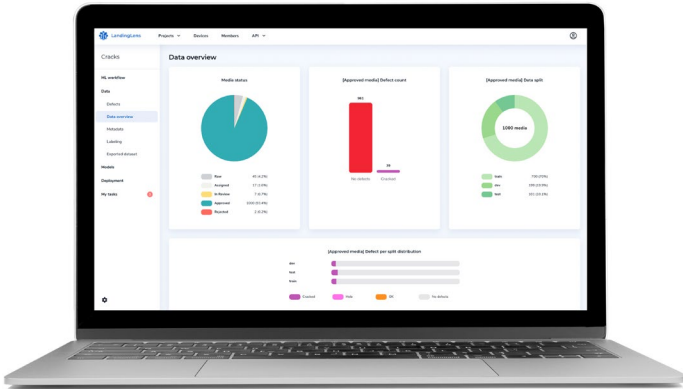 LandingLens Projects Devices Members API
Cracks
Data overview
ML workflow
Data
Defects
Data overview
Metadata
Labeling
Exported dataset
Models
Deployment
My tasks
Media status
Raw
Assigned
In Review
Approved
Rejected
[Approved media] Defect count
No defects Cracked
[Approved media] Data split
1080 media
train
dev
test
[Approved media] Defect per split distribution
dev
test
train
Cracked Hole No defects